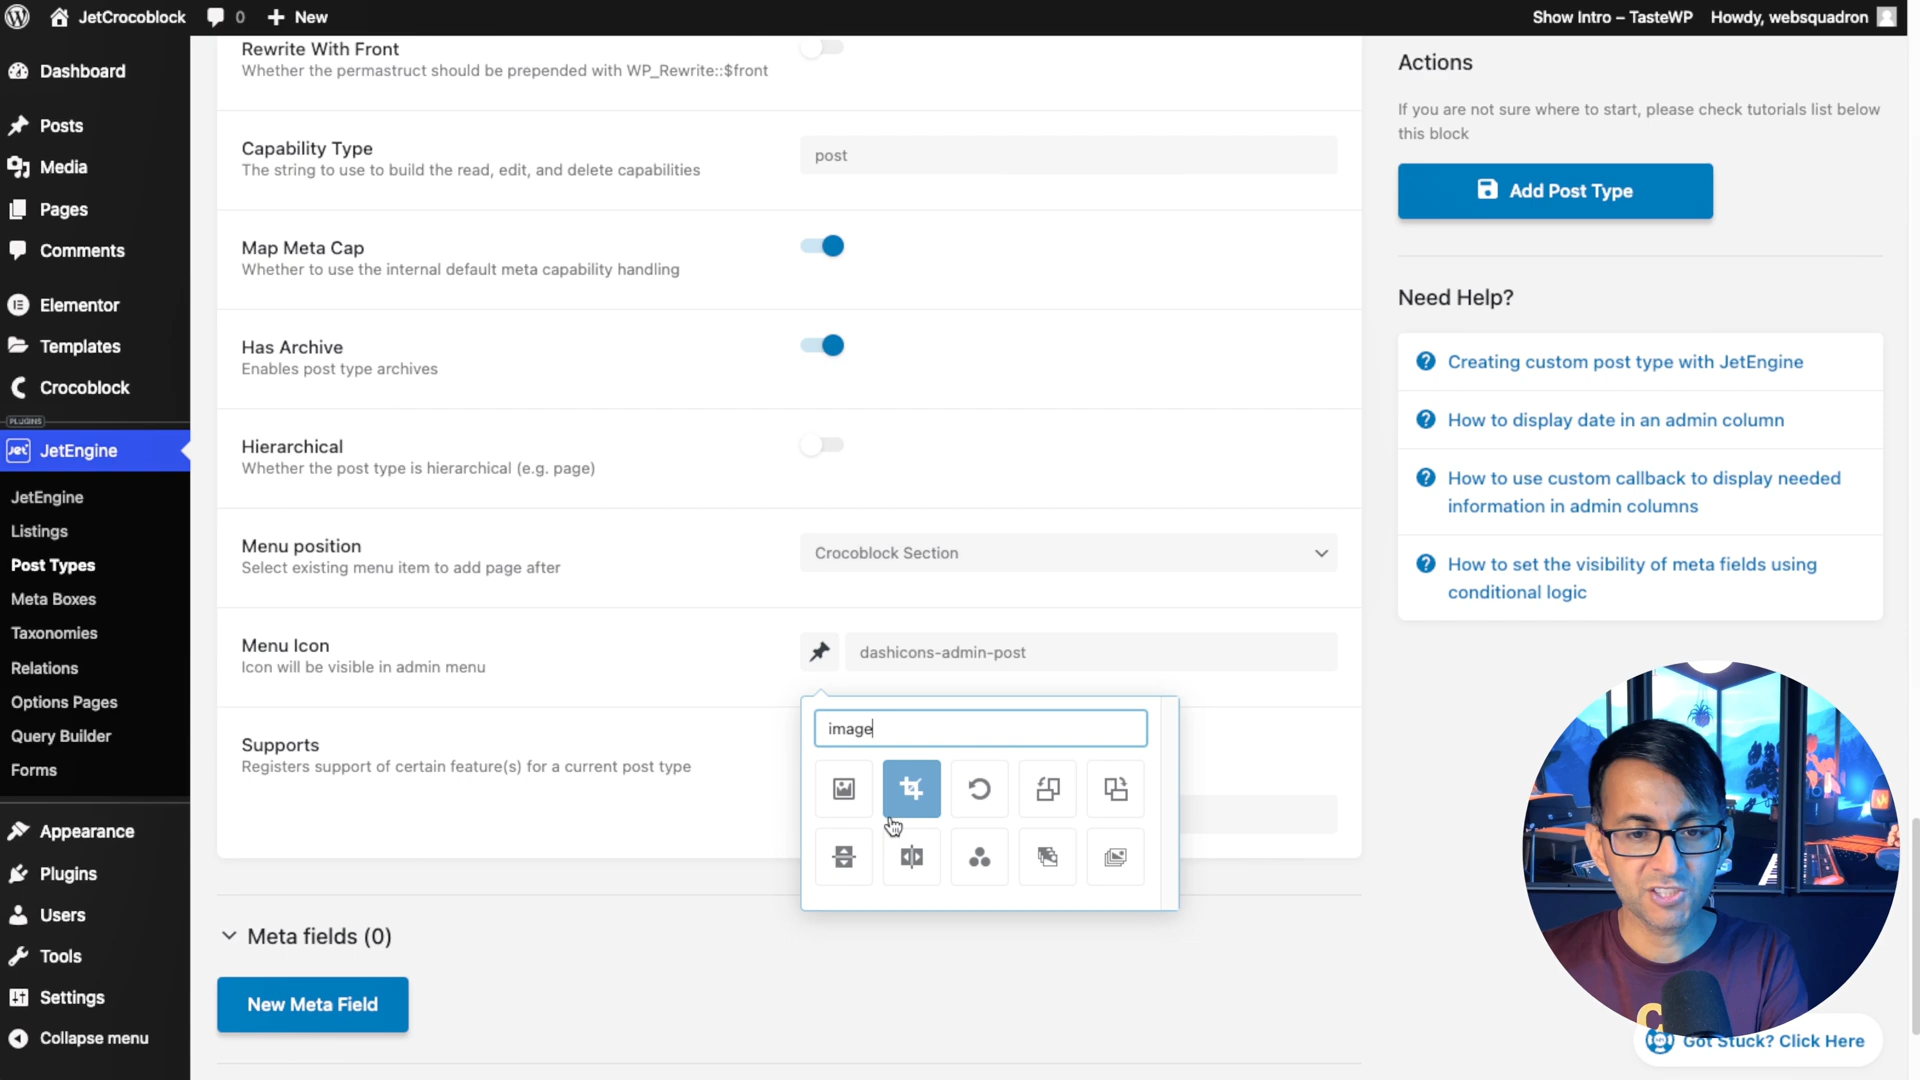 JetCrocoblock
0
New
Show Intro – TasteWP
Howdy, websquadron
Dashboard
Posts
Media
Pages
Comments
Elementor
Templates
Crocoblock
PLUGINS
Jet
JetEngine
JetEngine
Listings
Post Types
Meta Boxes
Taxonomies
Relations
Options Pages
Query Builder
Forms
Appearance
Plugins
Users
Tools
Settings
Collapse menu
Rewrite With Front
Whether the permastruct should be prepended with WP_Rewrite::$front
Capability Type
The string to use to build the read, edit, and delete capabilities
post
Map Meta Cap
Whether to use the internal default meta capability handling
Has Archive
Enables post type archives
Hierarchical
Whether the post type is hierarchical (e.g. page)
Menu position
Select existing menu item to add page after
Crocoblock Section
Menu Icon
Icon will be visible in admin menu
dashicons-admin-post
image
Supports
Registers support of certain feature(s) for a current post type
Meta fields (0)
New Meta Field
Actions
If you are not sure where to start, please check tutorials list below
this block
Add Post Type
Need Help?
Creating custom post type with JetEngine
How to display date in an admin column
How to use custom callback to display needed
information in admin columns
How to set the visibility of meta fields using
conditional logic
Got Stuck? Click Here